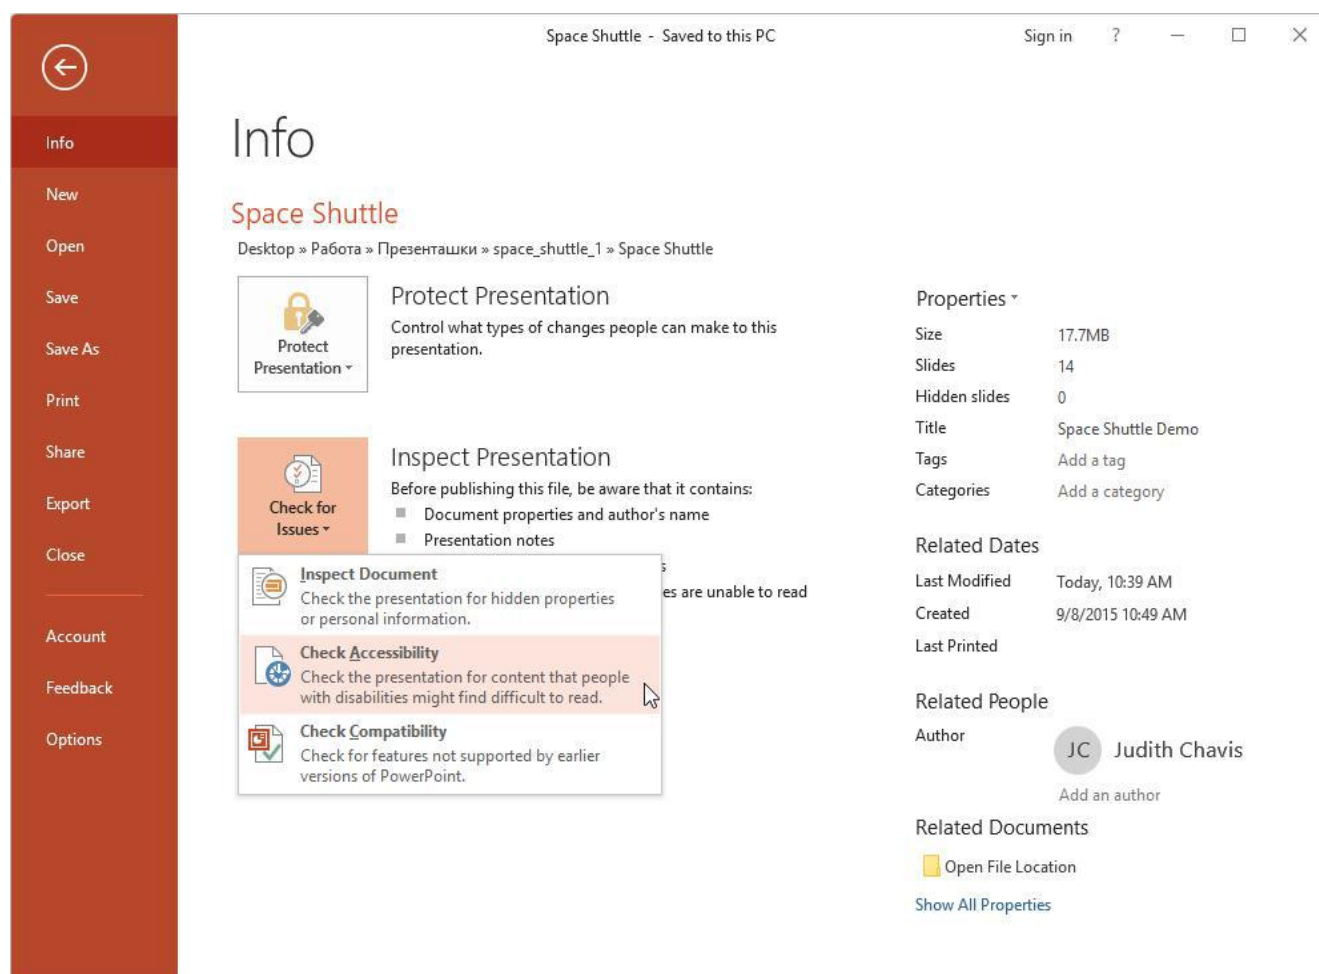 Space Shuttle - Saved to this PC
Sign in ?
Info
New
Open
Save
Save As
Print
Share
Export
Close
Account
Feedback
Options
Info
Space Shuttle
Desktop » Работа » Презенташки » space_shuttle_1 » Space Shuttle
Protect
Presentation
Protect Presentation
Control what types of changes people can make to this
presentation.
Check for
Issues
Inspect Presentation
Before publishing this file, be aware that it contains:
Document properties and author's name
Presentation notes
es are unable to read
Inspect Document
Check the presentation for hidden properties
or personal information.
Check Accessibility
Check the presentation for content that people
with disabilities might find difficult to read.
Check Compatibility
Check for features not supported by earlier
versions of PowerPoint.
Properties
Size 17.7MB
Slides 14
Hidden slides 0
Title Space Shuttle Demo
Tags Add a tag
Categories Add a category
Related Dates
Last Modified Today, 10:39 AM
Created 9/8/2015 10:49 AM
Last Printed
Related People
Author JC Judith Chavis
Add an author
Related Documents
Open File Location
Show All Properties